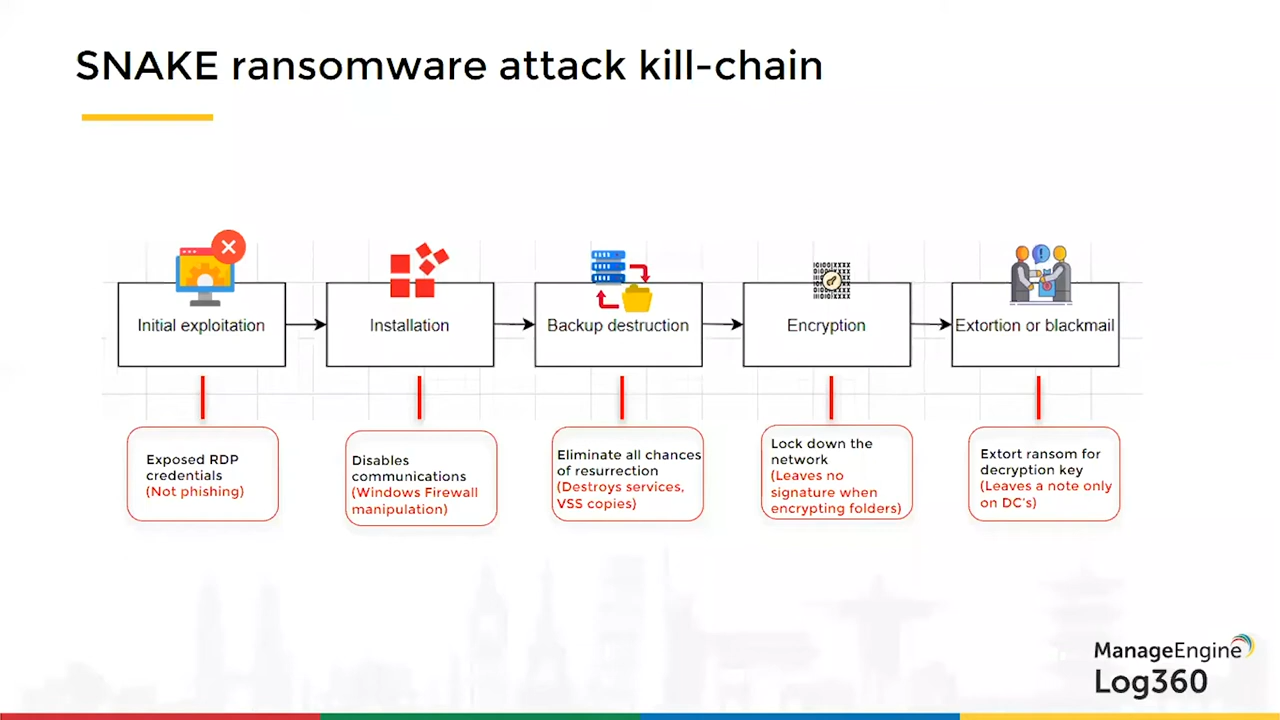 SNAKE ransomware attack kill-chain
Initial exploitation
Installation
Backup destruction
Encryption
Extortion or blackmail
Exposed RDP
credentials
(Not phishing)
Disables
communications
(Windows Firewall
manipulation)
Eliminate all chances
of resurrection
(Destroys services,
VSS copies)
Lock down the
network
(Leaves no
signature when
encrypting folders)
Extort ransom for
decryption key
(Leaves a note only
on DC's)
ManageEngine
Log360